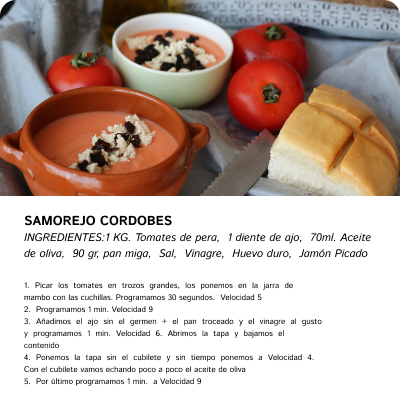 SAMOREJO CORDOBES
INGREDIENTES:1 KG. Tomates de pera, 1 diente de ajo, 70ml. Aceite
de oliva, 90 gr, pan miga, Sal, Vinagre, Huevo duro, Jamón Picado
1. Picar los tomates en trozos grandes, los ponemos en la jarra de
mambo con las cuchillas. Programamos 30 segundos. Velocidad 5
2. Programamos 1 min. Velocidad 9
3. Añadimos el ajo sin el germen + el pan troceado y el vinagre al gusto
y programamos 1 min. Velocidad 6. Abrimos la tapa y bajamos el
contenido
4. Ponemos la tapa sin el cubilete y sin tiempo ponemos a Velocidad 4.
Con el cubilete vamos echando poco a poco el aceite de oliva
5. Por último programamos 1 min. a Velocidad 9